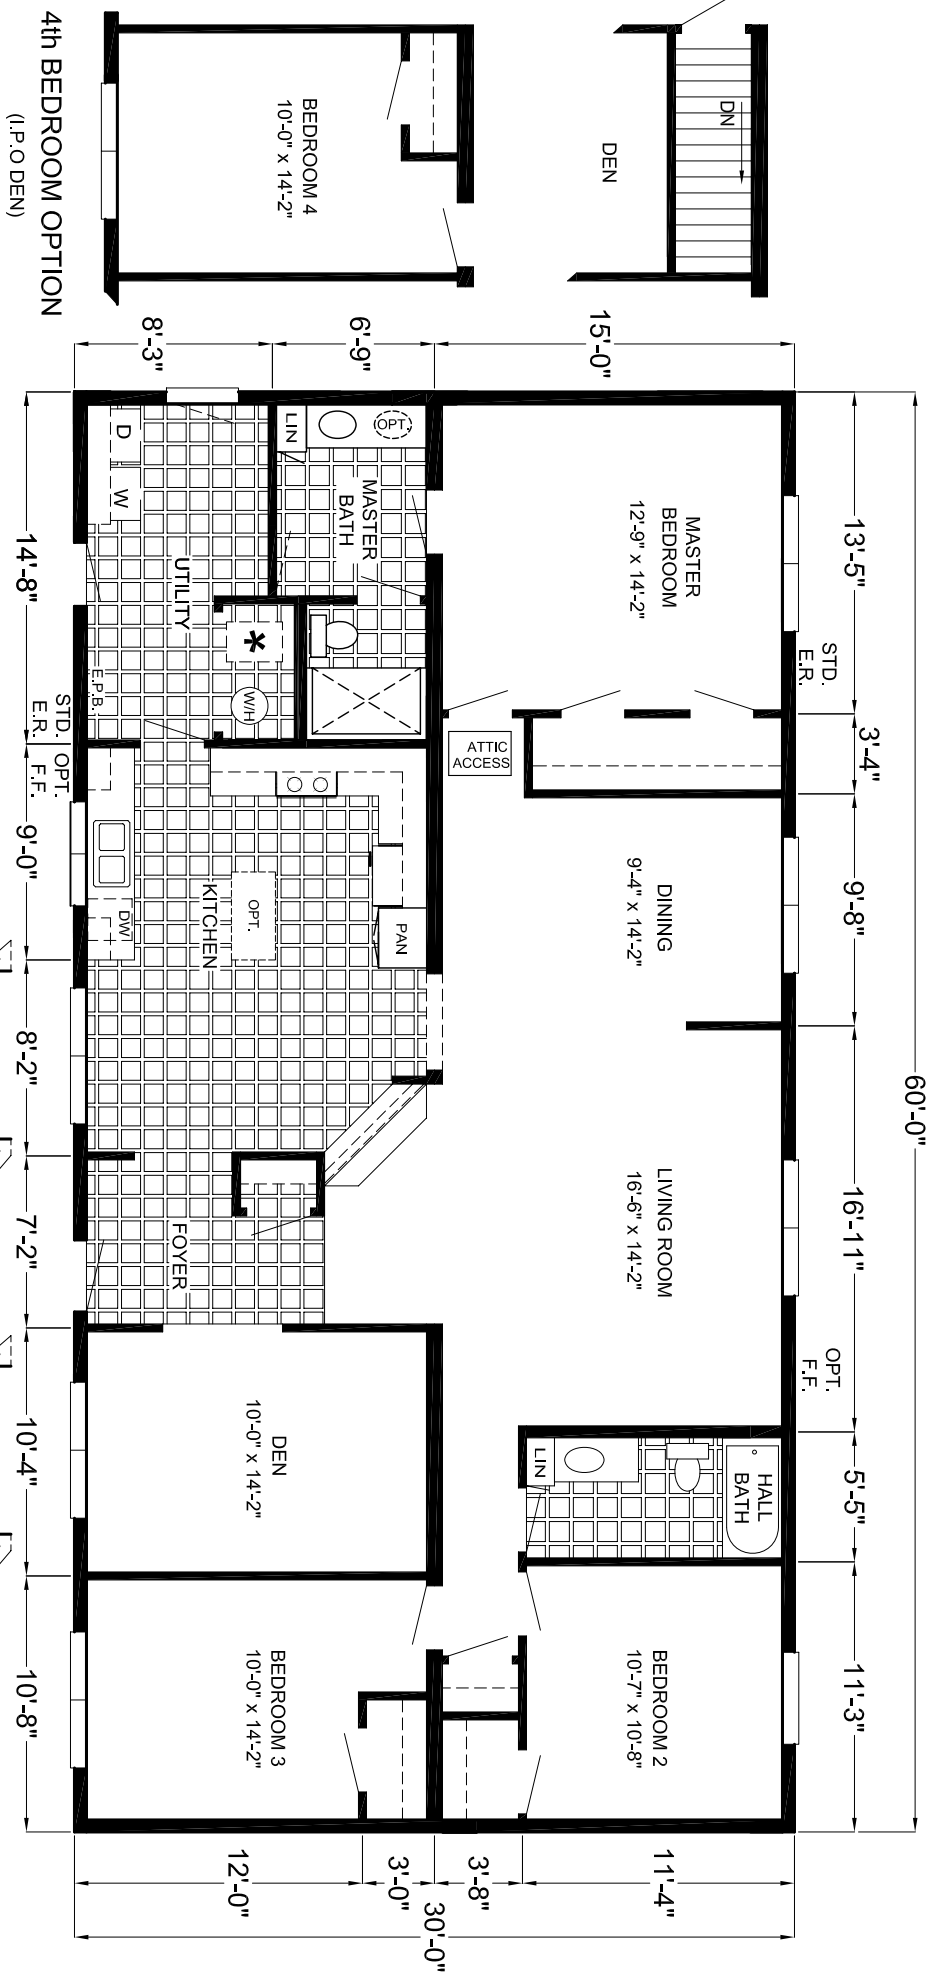 60'-0"
13'-5"
3'-4"
9'-8"
16'-11"
5'-5"
11'-3"
STD.
E.R.
OPT.
F.F.
DN
DEN
BEDROOM 4
10'-0" x 14'-2"
4th BEDROOM OPTION
(I.P.O DEN)
15'-0"
6'-9"
8'-3"
MASTER
BEDROOM
12'-9" x 14'-2"
ATTIC
ACCESS
DINING
9'-4" x 14'-2"
LIVING ROOM
16'-6" x 14'-2"
HALL
BATH
LIN
BEDROOM 2
10'-7" x 10'-8"
11'-4"
3'-8"
3'-0"
12'-0"
30'-0"
OPT.
LIN
MASTER
BATH
D
W
UTILITY
*
W/H
E.P.B.
PAN
OPT.
KITCHEN
DW
FOYER
DEN
10'-0" x 14'-2"
BEDROOM 3
10'-0" x 14'-2"
STD.
E.R.
OPT.
F.F.
14'-8"
9'-0"
8'-2"
7'-2"
10'-4"
10'-8"